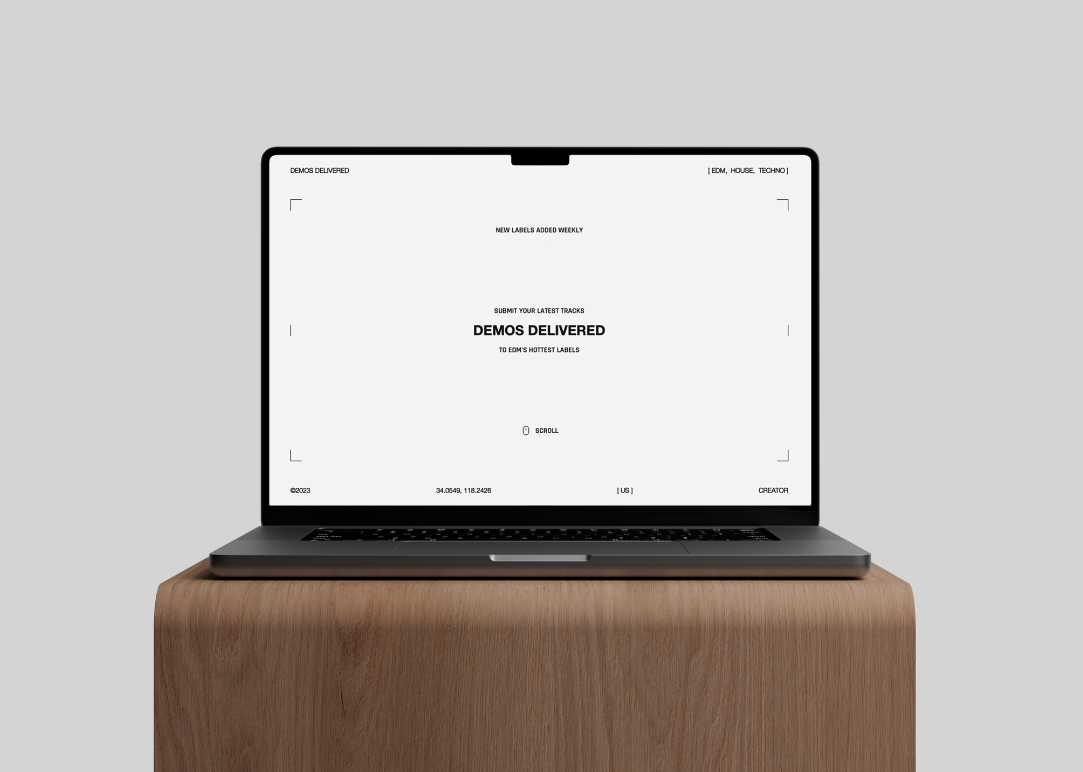 DEMOS DELIVERED
[ EDM, HOUSE, TECHNO ]
NEW LABELS ADDED WEEKLY
SUBMIT YOUR LATEST TRACKS
DEMOS DELIVERED
TO EDM'S HOTTEST LABELS
SCROLL
©2023
34.0549, 118.2426
[ US ]
CREATOR